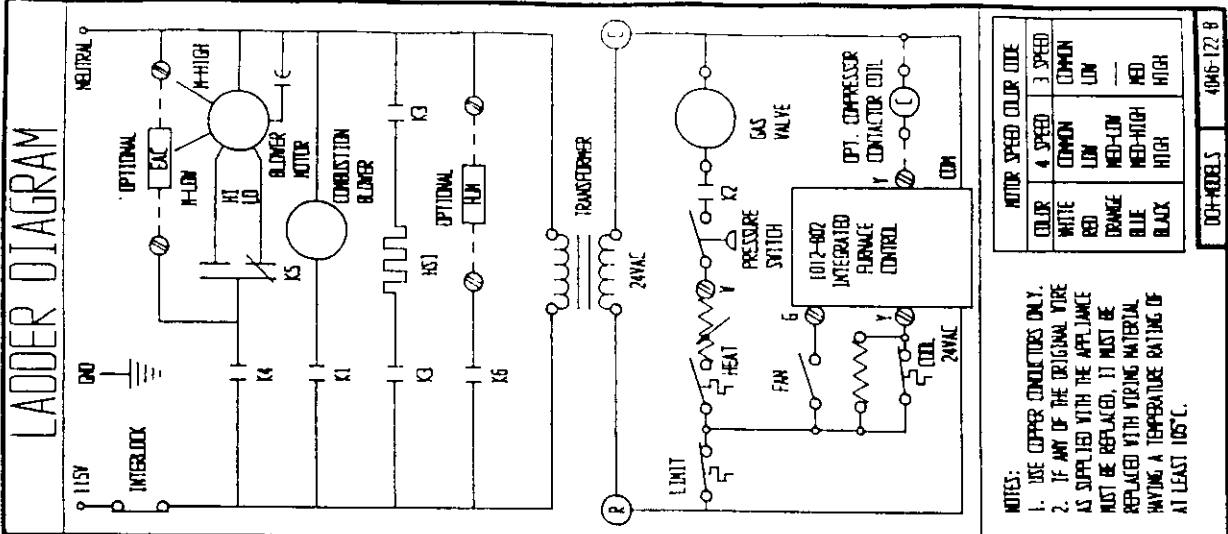 LADDER DIAGRAM
115V
GND
NEUTRAL
INTERLOCK
OPTIONAL
EAC
M-LOW
M-HIGH
HI
LO
C
BLOWER
MOTOR
K4
K5
COMBUSTION
BLOWER
K1
K3
HS1
K3
OPTIONAL
HUM
K6
TRANSFORMER
24VAC
R
C
LIMIT
HEAT
W
PRESSURE
SWITCH
K2
GAS
VALVE
FAN
G
1012-802
INTEGRATED
FURNACE
CONTROL
OPT. COMPRESSOR
CONTACTOR COIL
Y
C
COM
Y
COOL
24VAC
NOTES:
1. USE COPPER CONDUCTORS ONLY.
2. IF ANY OF THE ORIGINAL WIRE
AS SUPPLIED WITH THE APPLIANCE
MUST BE REPLACED, IT MUST BE
REPLACED WITH WIRING MATERIAL
HAVING A TEMPERATURE RATING OF
AT LEAST 105°C.
MOTOR SPEED COLOR CODE
COLOR 4 SPEED 3 SPEED
WHITE COMMON COMMON
RED LOW LOW
ORANGE MED-LOW ---
BLUE MED-HIGH MED
BLACK HIGH HIGH
DCH-MODELS 4046-122 B